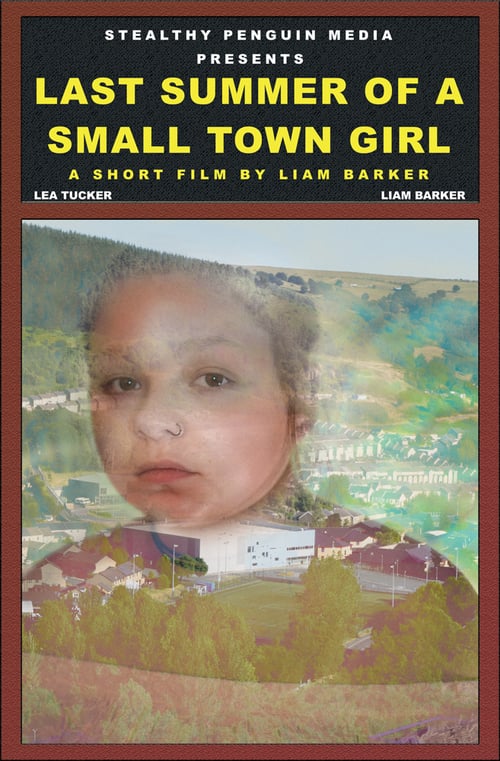 STEALTHY PENGUIN MEDIA
PRESENTS
LAST SUMMER OF A
SMALL TOWN GIRL
A SHORT FILM BY LIAM BARKER
LEA TUCKER LIAM BARKER